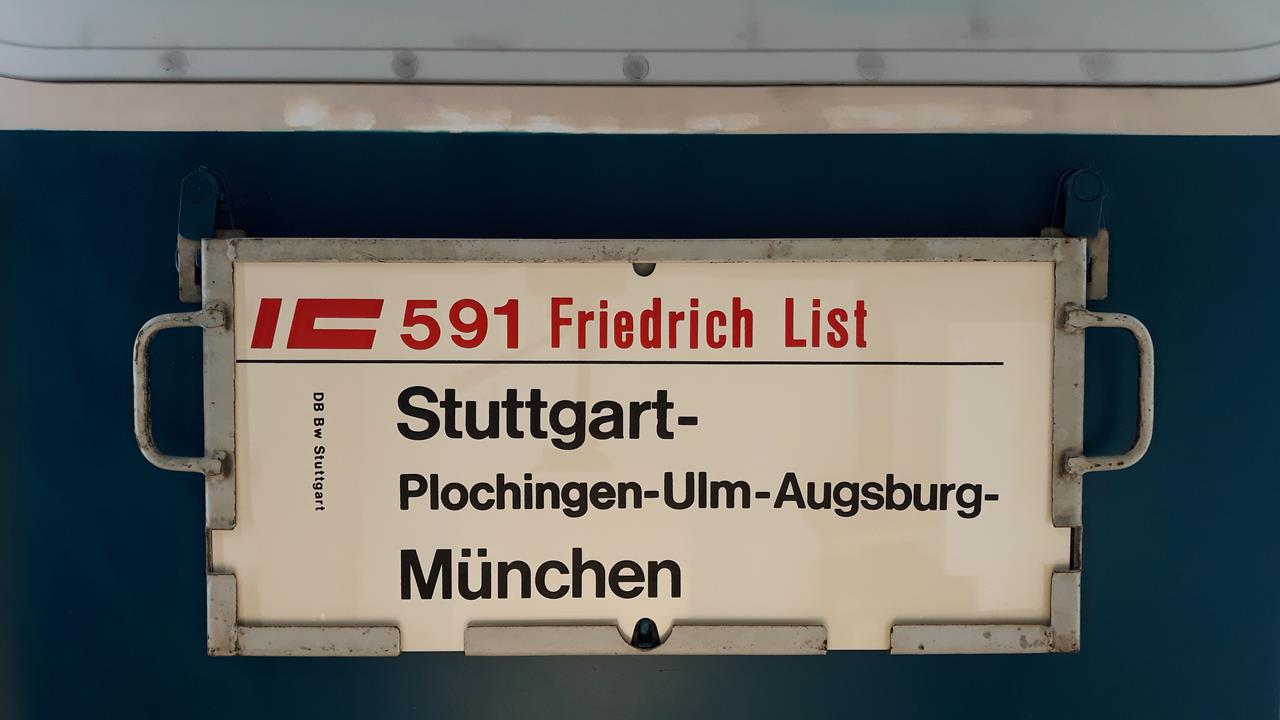 IC 591 Friedrich List
DB Bw Stuttgart
Stuttgart-
Plochingen-Ulm-Augsburg-
München